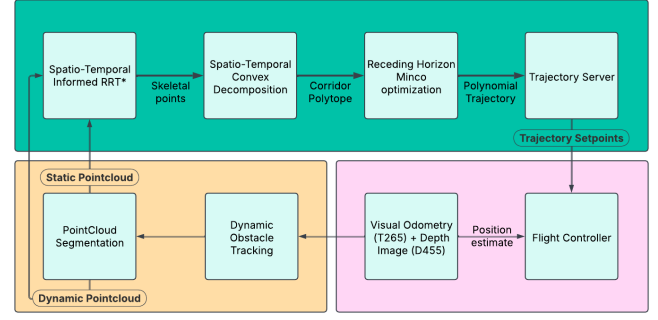 Spatio-Temporal
Informed RRT*
Skeletal
points
Spatio-Temporal
Convex
Decomposition
Corridor
Polytope
Receding Horizon
Minco
optimization
Polynomial
Trajectory
Trajectory Server
Trajectory Setpoints
Static Pointcloud
PointCloud
Segmentation
Dynamic Pointcloud
Dynamic
Obstacle
Tracking
Visual Odometry
(T265) + Depth
Image (D455)
Position
estimate
Flight Controller